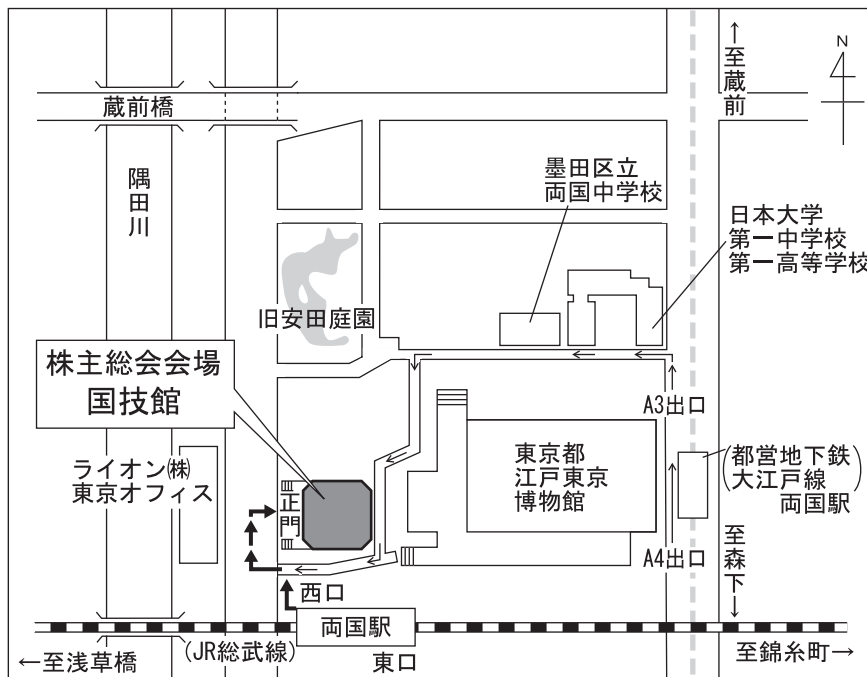 N
↑至蔵前
蔵前橋
隅田川
墨田区立
両国中学校
日本大学
第一中学校
第一高等学校
旧安田庭園
株主総会会場
国技館
A3出口
ライオン㈱
東京オフィス
正門
東京都
江戸東京
博物館
(都営地下鉄
大江戸線
両国駅)
A4出口
至森下↓
西口
両国駅
(JR総武線)
東口
←至浅草橋
至錦糸町→